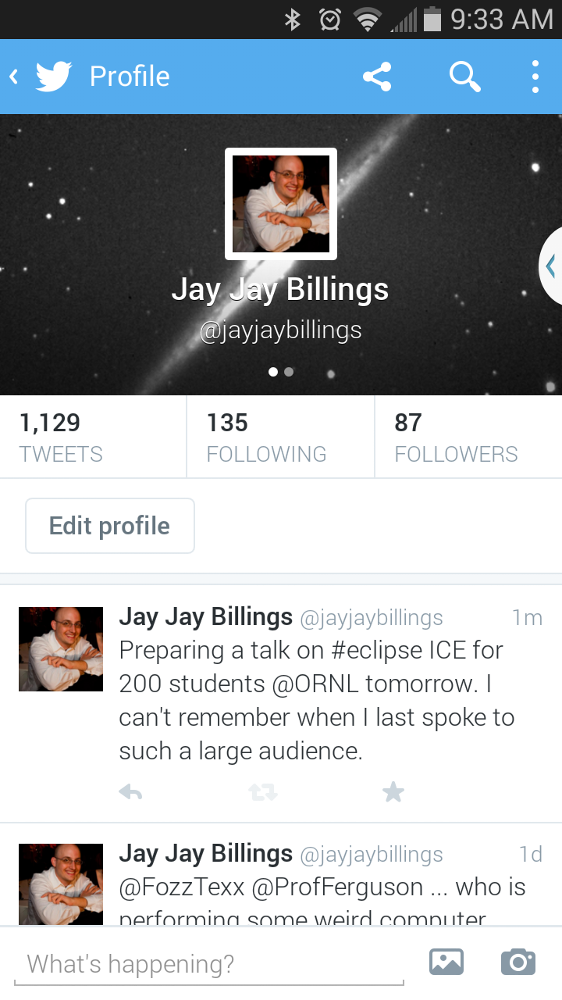 9:33 AM
Profile
Jay Jay Billings
@jayjaybillings
1,129 135 87
TWEETS FOLLOWING FOLLOWERS
Edit profile
Jay Jay Billings @jayjaybillings 1m
Preparing a talk on #eclipse ICE for
200 students @ORNL tomorrow. I
can't remember when I last spoke to
such a large audience.
Jay Jay Billings @jayjaybillings 1d
@FozzTexx @ProfFerguson ... who is
performing some weird computer
What's happening?